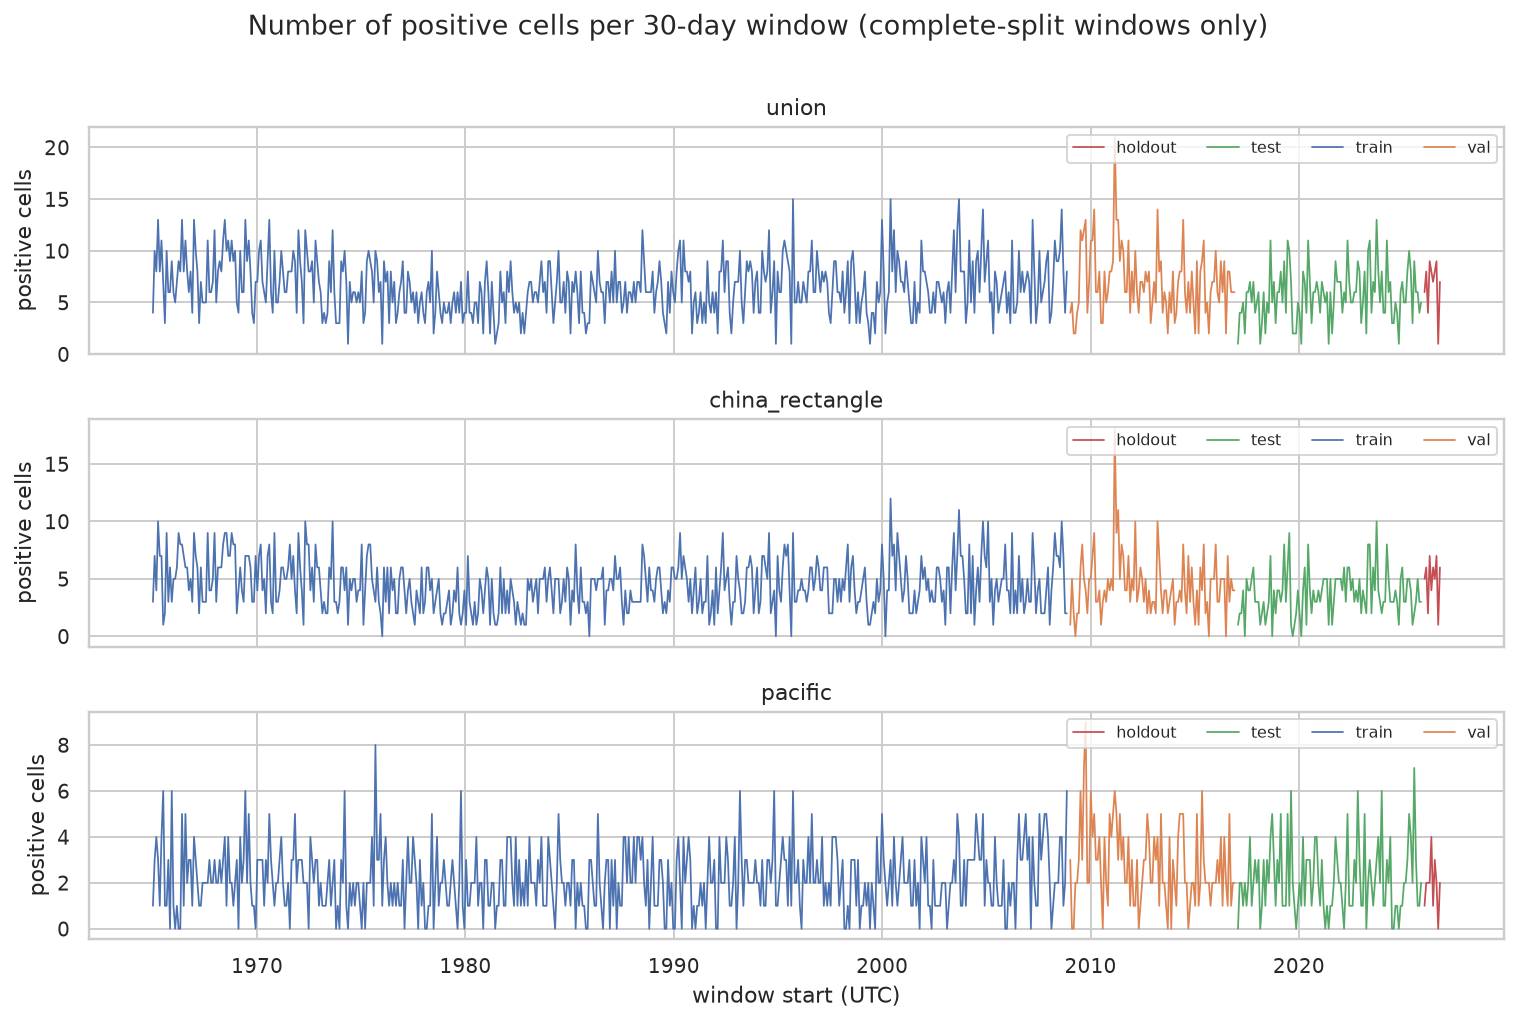 Number of positive cells per 30-day window (complete-split windows only)
union
positive cells
20
15
10
5
0
holdout test train val
china_rectangle
positive cells
15
10
5
0
holdout test train val
pacific
positive cells
8
6
4
2
0
holdout test train val
1970 1980 1990 2000 2010 2020
window start (UTC)